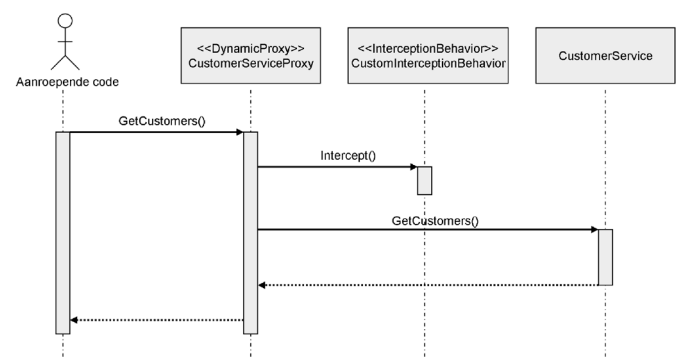 <<DynamicProxy>>
CustomerServiceProxy
<<InterceptionBehavior>>
CustomInterceptionBehavior
CustomerService
Aanroepende code
GetCustomers()
Intercept()
GetCustomers()